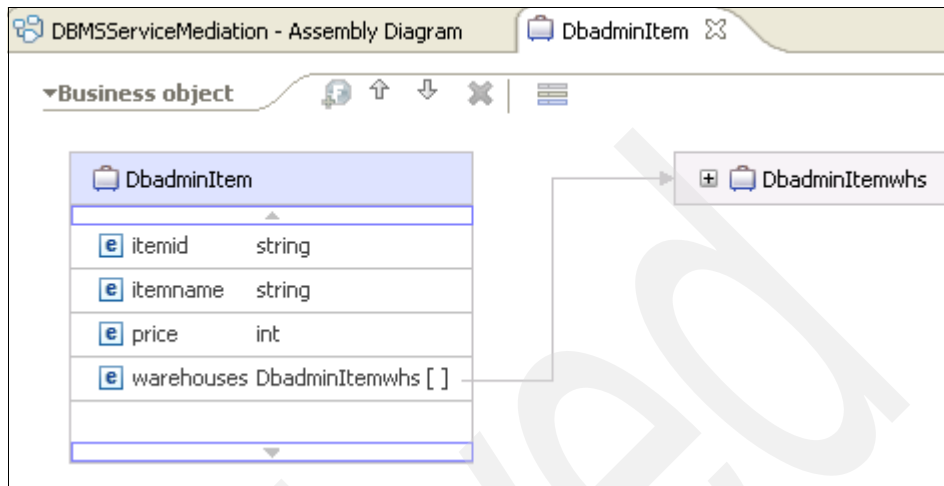 DBMSServiceMediation - Assembly Diagram DbadminItem
Business object
DbadminItem DbadminItemwhs
itemid string
itemname string
price int
warehouses DbadminItemwhs [ ]